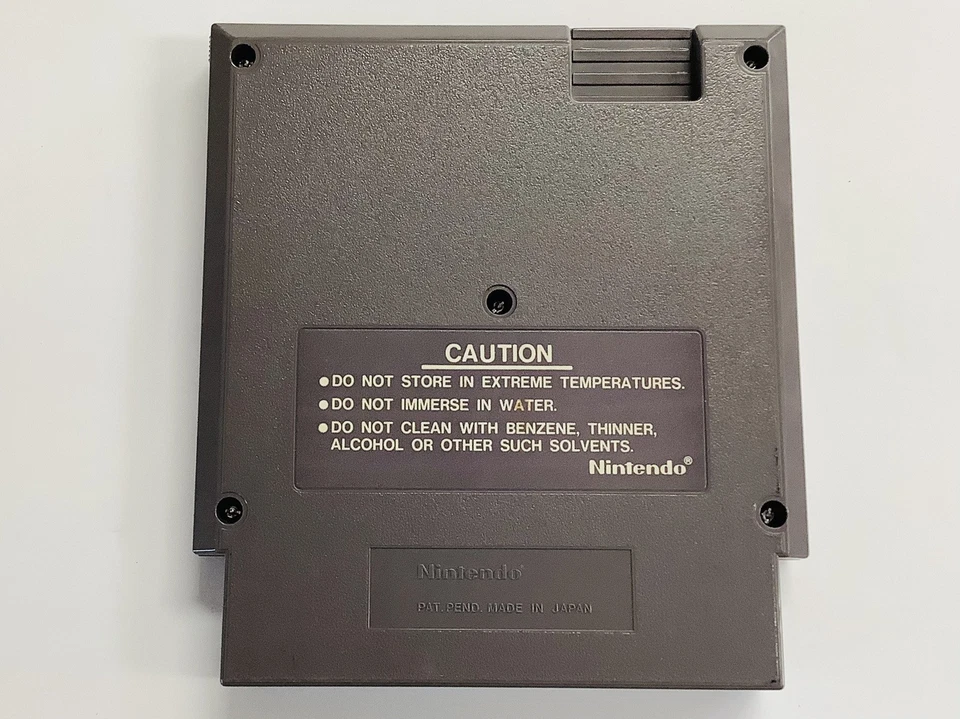 CAUTION
●DO NOT STORE IN EXTREME TEMPERATURES.
●DO NOT IMMERSE IN WATER.
●DO NOT CLEAN WITH BENZENE, THINNER,
ALCOHOL OR OTHER SUCH SOLVENTS.
Nintendo®
Nintendo®
PAT. PEND. MADE IN JAPAN